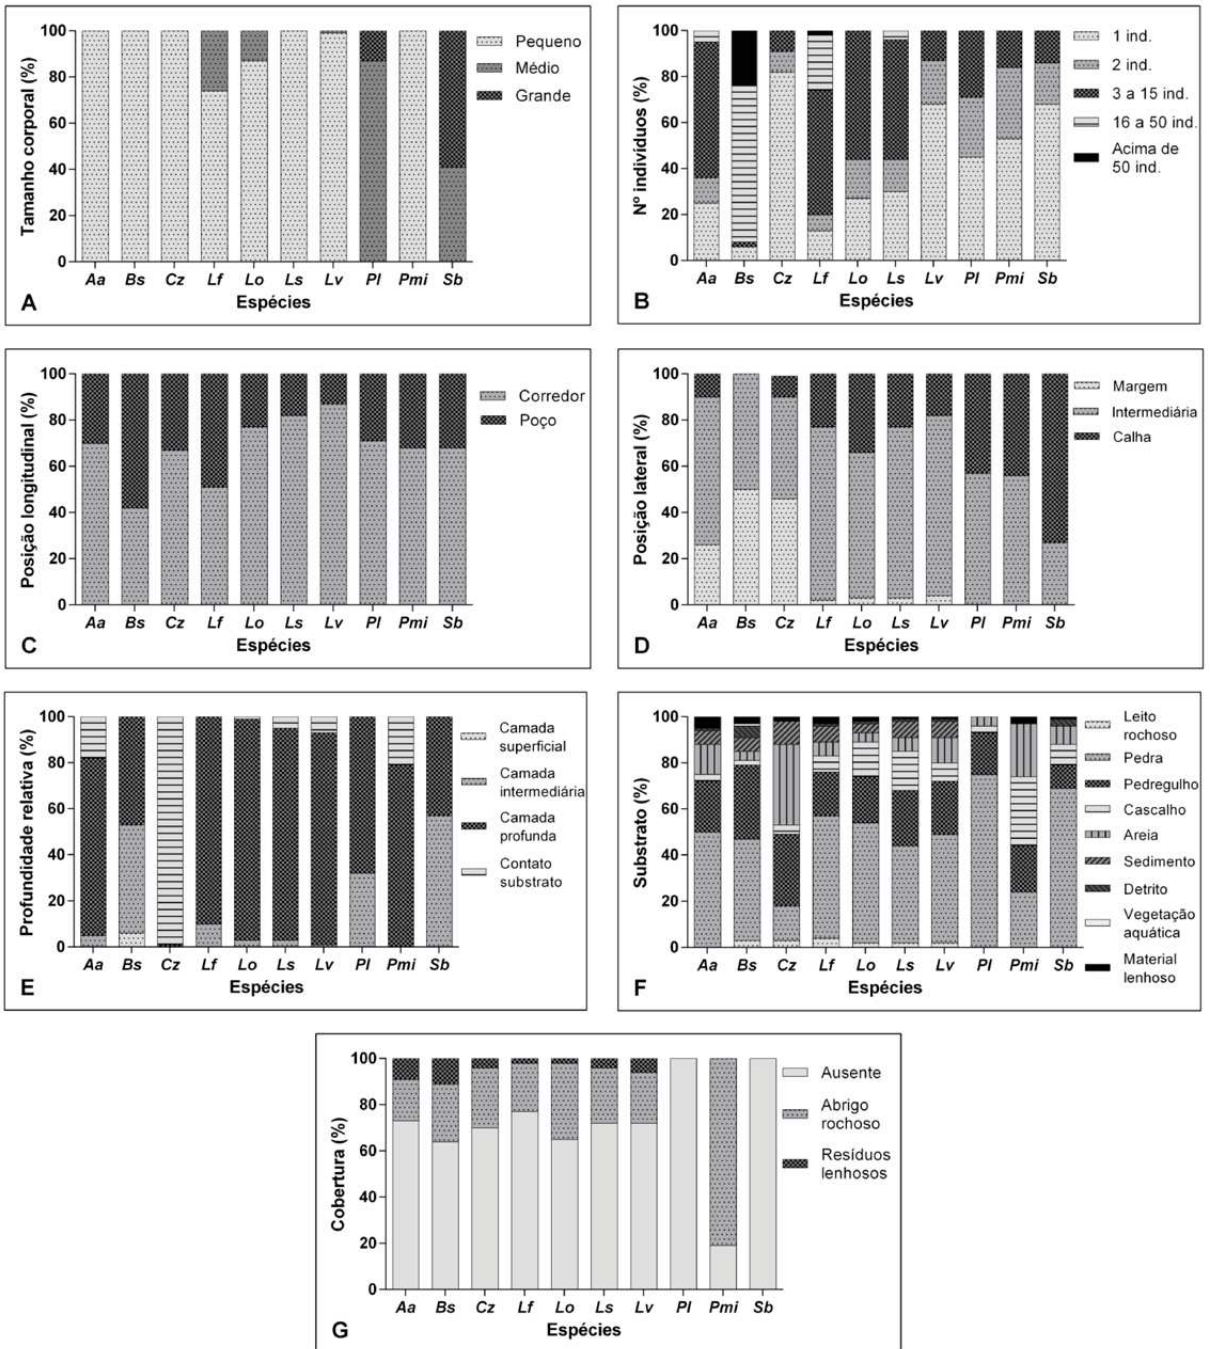 Tamanho corporal (%)
100
80
60
40
20
0
Aa Bs Cz Lf Lo Ls Lv Pl Pmi Sb
Espécies
A
Pequeno
Médio
Grande
Nº indivíduos (%)
100
80
60
40
20
0
Aa Bs Cz Lf Lo Ls Lv Pl Pmi Sb
Espécies
B
1 ind.
2 ind.
3 a 15 ind.
16 a 50 ind.
Acima de
50 ind.
Posição longitudinal (%)
100
80
60
40
20
0
Aa Bs Cz Lf Lo Ls Lv Pl Pmi Sb
Espécies
C
Corredor
Poço
Posição lateral (%)
100
80
60
40
20
0
Aa Bs Cz Lf Lo Ls Lv Pl Pmi Sb
Espécies
D
Margem
Intermediária
Calha
Profundidade relativa (%)
100
80
60
40
20
0
Aa Bs Cz Lf Lo Ls Lv Pl Pmi Sb
Espécies
E
Camada
superficial
Camada
intermediária
Camada
profunda
Contato
substrato
Substrato (%)
100
80
60
40
20
0
Aa Bs Cz Lf Lo Ls Lv Pl Pmi Sb
Espécies
F
Leito
rochoso
Pedra
Pedregulho
Cascalho
Areia
Sedimento
Detrito
Vegetação
aquática
Material
lenhoso
Cobertura (%)
100
80
60
40
20
0
Aa Bs Cz Lf Lo Ls Lv Pl Pmi Sb
Espécies
G
Ausente
Abrigo
rochoso
Resíduos
lenhosos